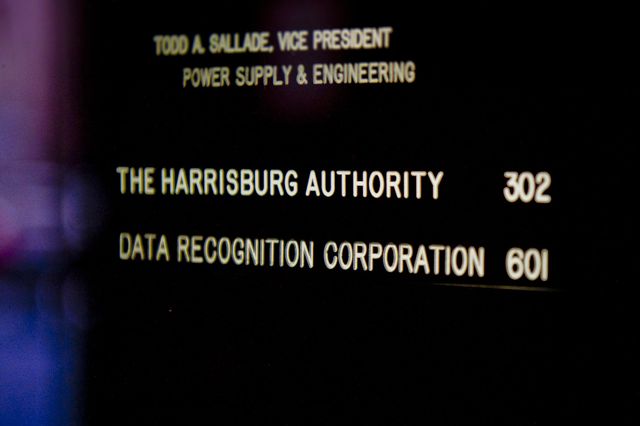 TODD A. SALLADE, VICE PRESIDENT
POWER SUPPLY & ENGINEERING
THE HARRISBURG AUTHORITY 302
DATA RECOGNITION CORPORATION 601